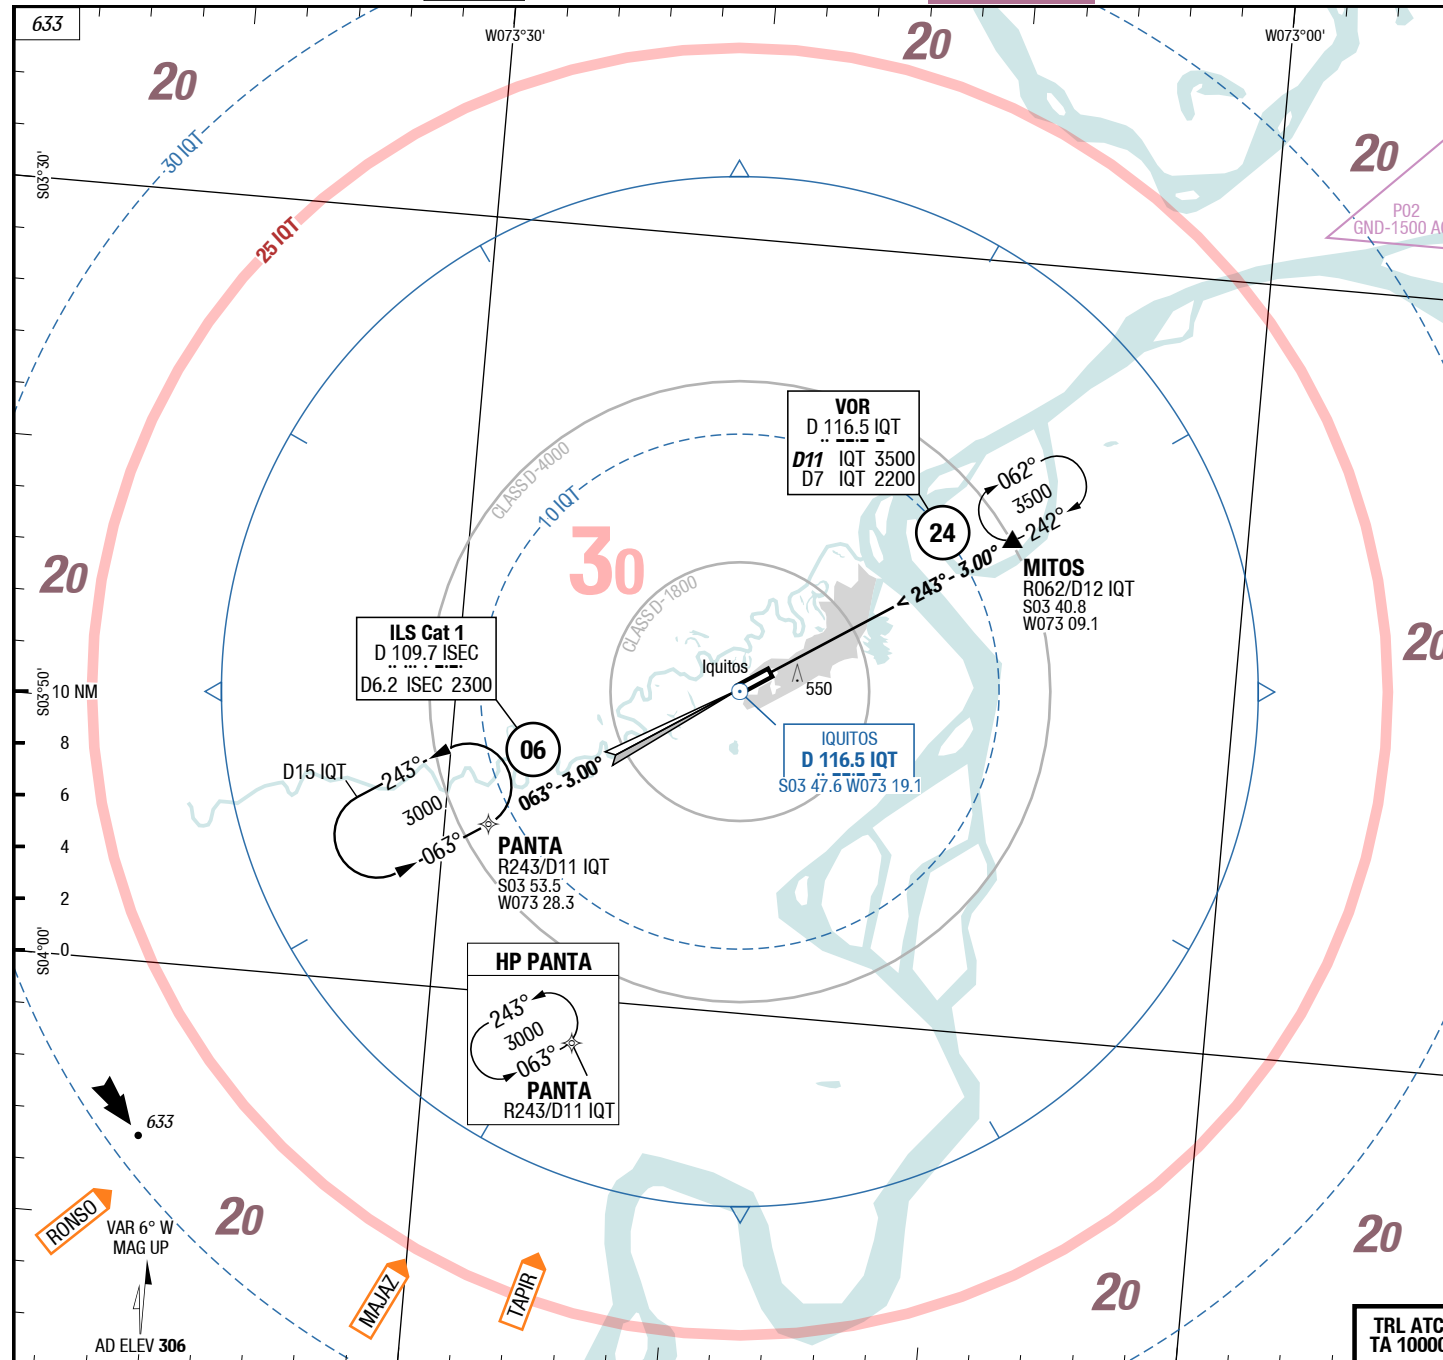 633
W073°30'
W073°00'
20
20
20
30 IQT
S03°30'
25 IQT
P02
GND-1500 A
VOR
D 116.5 IQT
D11 IQT 3500
D7 IQT 2200
CLASS D-4000
10 IQT
062°
3500
242°
24
30
243° - 3.00°
MITOS
R062/D12 IQT
S03 40.8
W073 09.1
20
CLASS D-1800
ILS Cat 1
D 109.7 ISEC
D6.2 ISEC 2300
Iquitos
550
20
S03°50'
10 NM
8
6
4
2
0
IQUITOS
D 116.5 IQT
S03 47.6 W073 19.1
06
D15 IQT
243°
3000
063°
063° - 3.00°
PANTA
R243/D11 IQT
S03 53.5
W073 28.3
S04°00'
HP PANTA
243°
3000
063°
PANTA
R243/D11 IQT
633
RONSO
VAR 6° W
MAG UP
20
MAJAZ
TAPIR
20
20
AD ELEV 306
TRL ATC
TA 10000